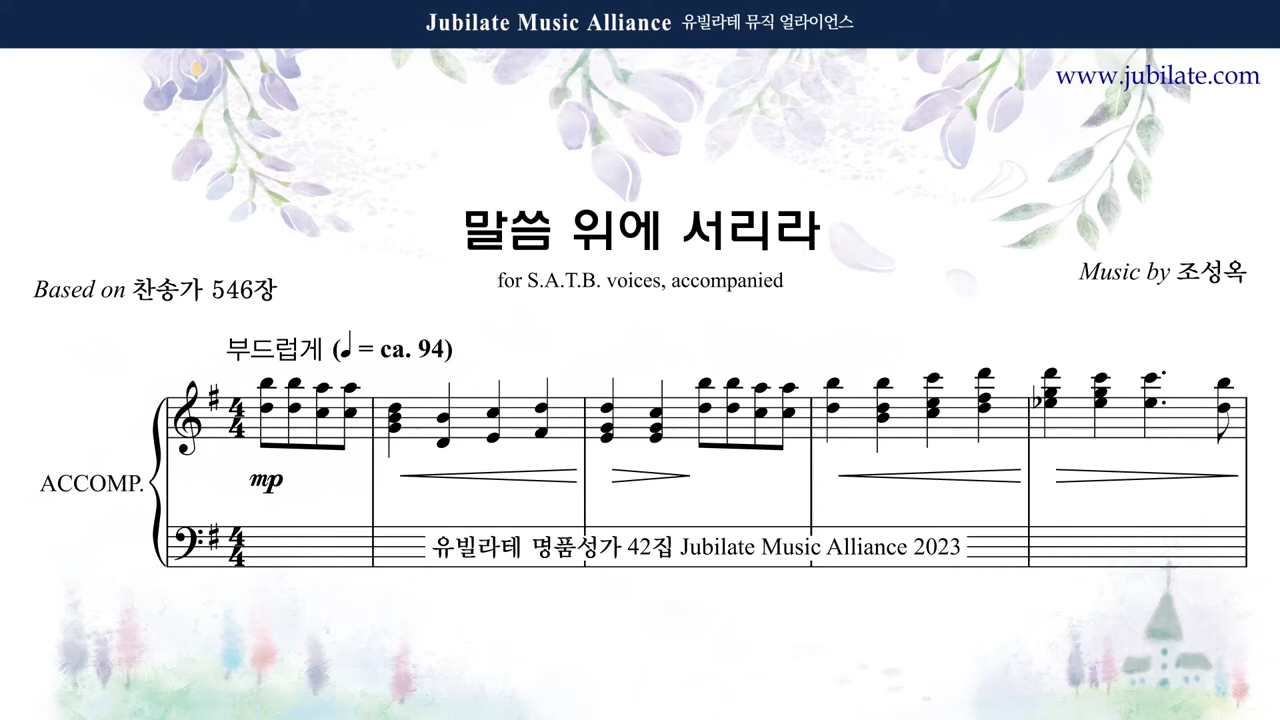 Jubilate Music Alliance 유빌라테 뮤직 얼라이언스
www.jubilate.com
말씀 위에 서리라
for S.A.T.B. voices, accompanied
Based on 찬송가 546장
Music by 조성옥
부드럽게 (♩ = ca. 94)
mp
ACCOMP.
유빌라테 명품성가 42집 Jubilate Music Alliance 2023